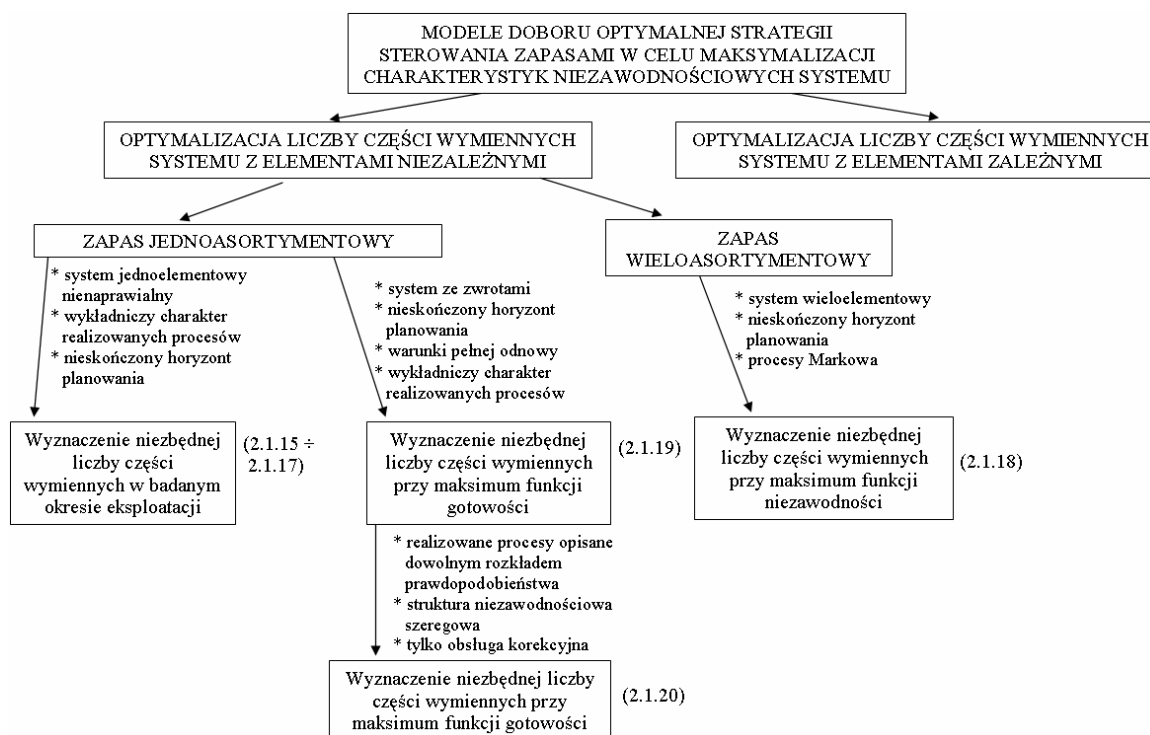 MODELE DOBORU OPTYMALNEJ STRATEGII
STEROWANIA ZAPASAMI W CELU MAKSYMALIZACJI
CHARAKTERYSTYK NIEZAWODNOŚCIOWYCH SYSTEMU
OPTYMALIZACJA LICZBY CZĘŚCI WYMIENNYCH
SYSTEMU Z ELEMENTAMI NIEZALEŻNYMI
OPTYMALIZACJA LICZBY CZĘŚCI WYMIENNYCH
SYSTEMU Z ELEMENTAMI ZALEŻNYMI
ZAPAS JEDNOASORTYMENTOWY
ZAPAS
WIELOASORTYMENTOWY
* system jednoelementowy
nienaprawialny
* wykładniczy charakter
realizowanych procesów
* nieskończony horyzont
planowania
* system ze zwrotami
* nieskończony horyzont
planowania
* warunki pełnej odnowy
* wykładniczy charakter
realizowanych procesów
* system wieloelementowy
* nieskończony horyzont
planowania
* procesy Markowa
Wyznaczenie niezbędnej
liczby części
wymiennych w badanym
okresie eksploatacji
(2.1.15 ÷
2.1.17)
Wyznaczenie niezbędnej
liczby części wymiennych
przy maksimum funkcji
gotowości
(2.1.19)
Wyznaczenie niezbędnej
liczby części wymiennych
przy maksimum funkcji
niezawodności
(2.1.18)
* realizowane procesy opisane
dowolnym rozkładem
prawdopodobieństwa
* struktura niezawodnościowa
szeregowa
* tylko obsługa korekcyjna
Wyznaczenie niezbędnej liczby
części wymiennych przy
maksimum funkcji gotowości
(2.1.20)